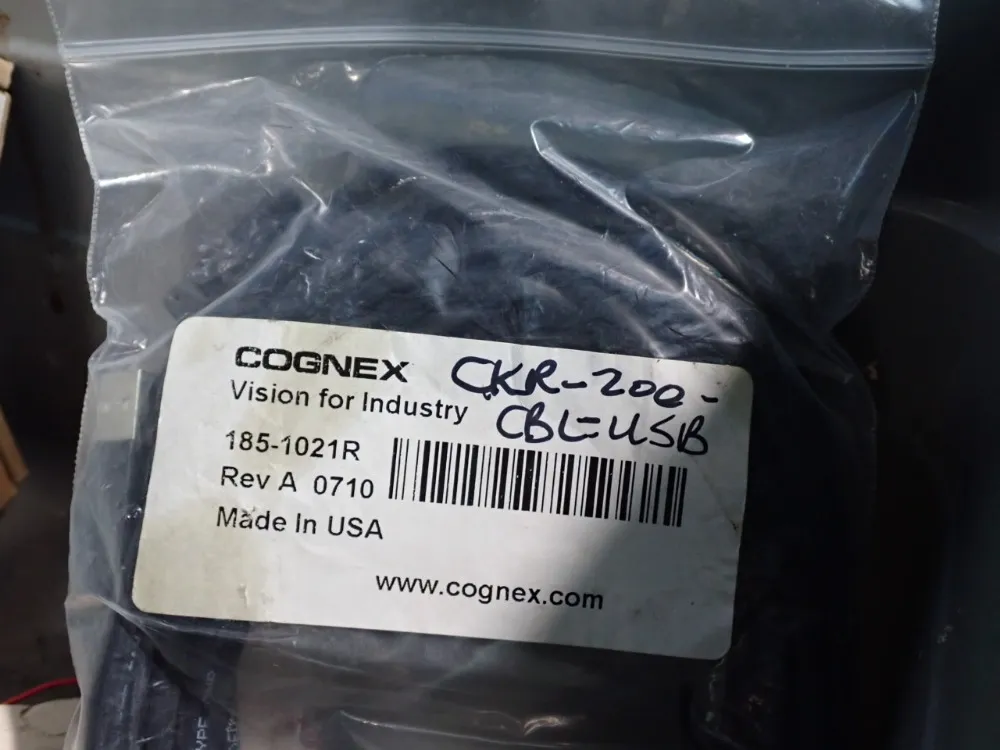 COGNEX
CKR-200-
CBL-USB
Vision for Industry
185-1021R
Rev A 0710
Made In USA
www.cognex.com